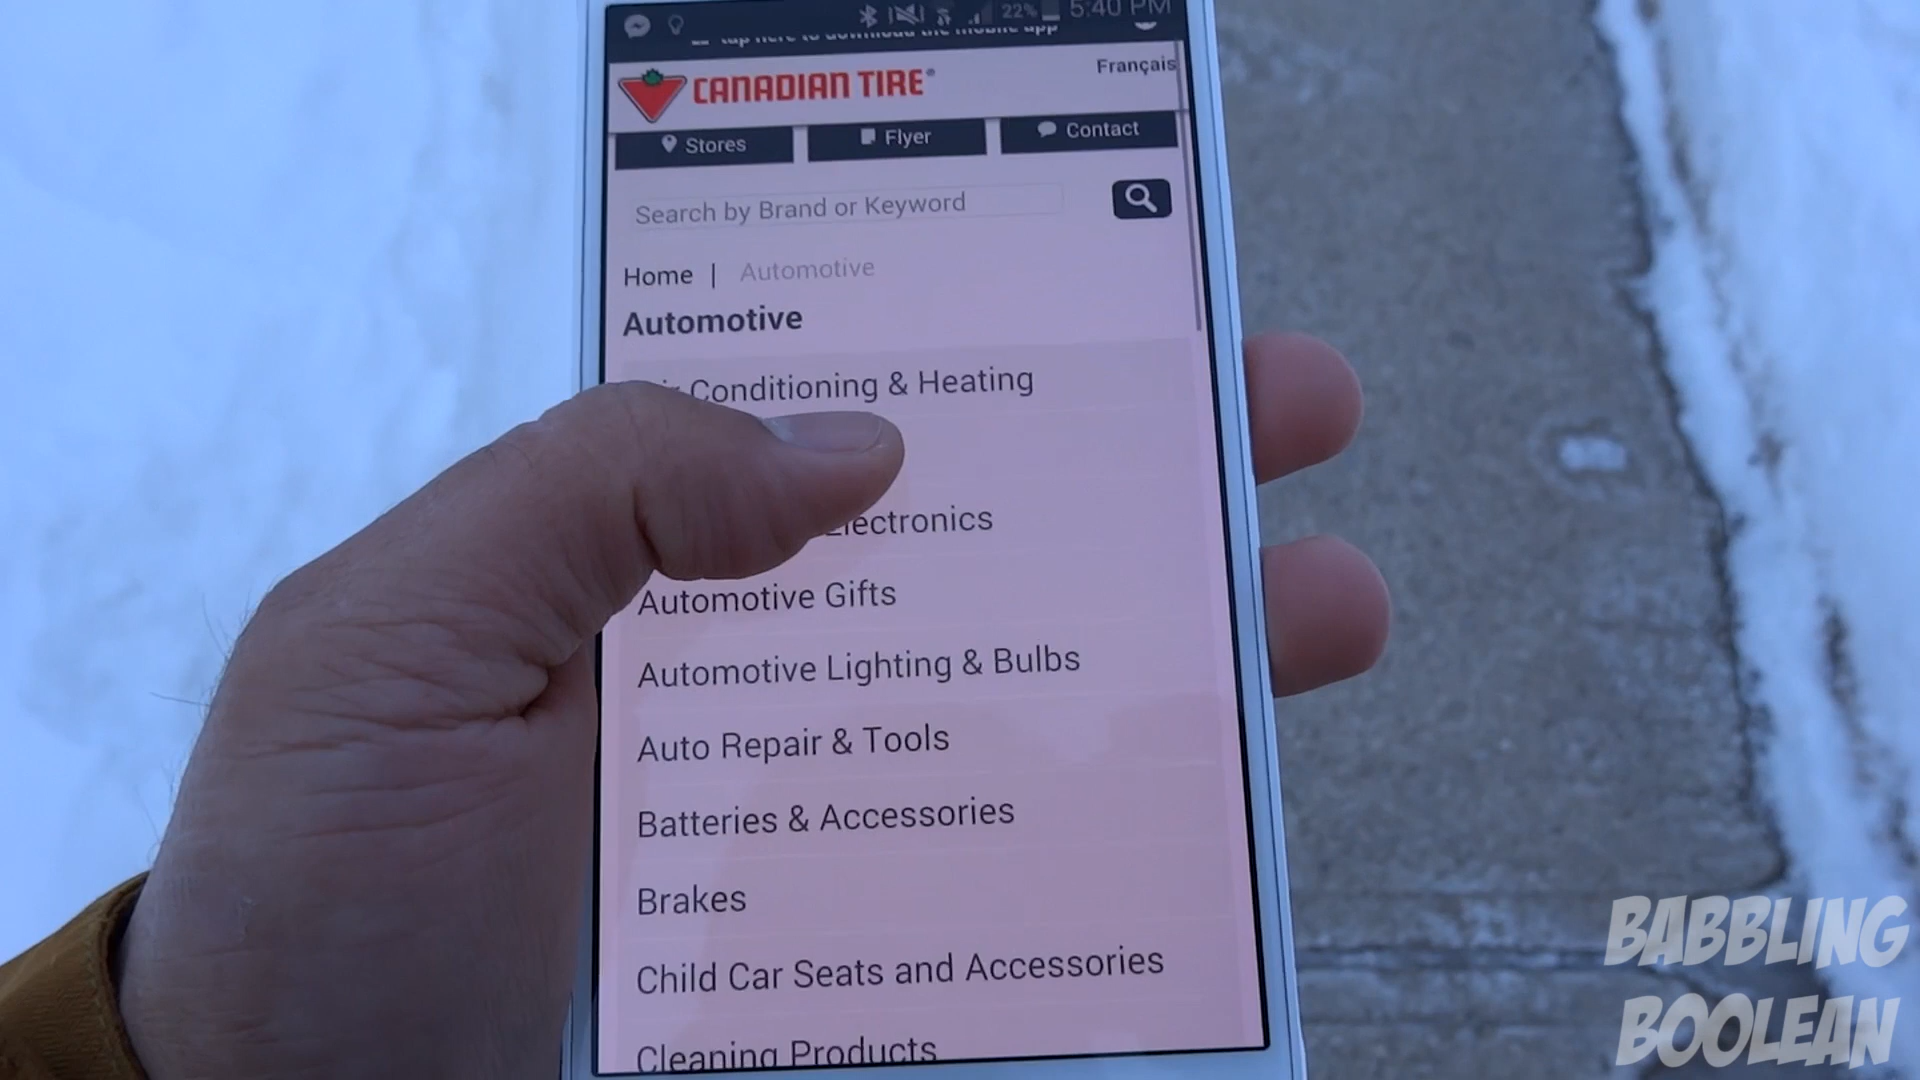 22% 5:40 PM
tap here to download the mobile app
CANADIAN TIRE®
Français
Stores
Flyer
Contact
Search by Brand or Keyword
Home | Automotive
Automotive
Conditioning & Heating
Electronics
Automotive Gifts
Automotive Lighting & Bulbs
Auto Repair & Tools
Batteries & Accessories
Brakes
Child Car Seats and Accessories
Cleaning Products
BABBLING
BOOLEAN